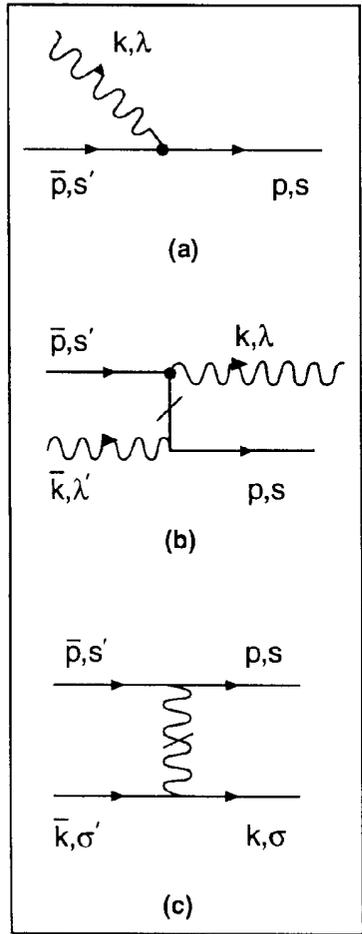 k,λ
p̄,s′ p,s
(a)
p̄,s′ k,λ
k̄,λ′ p,s
(b)
p̄,s′ p,s
k̄,σ′ k,σ
(c)